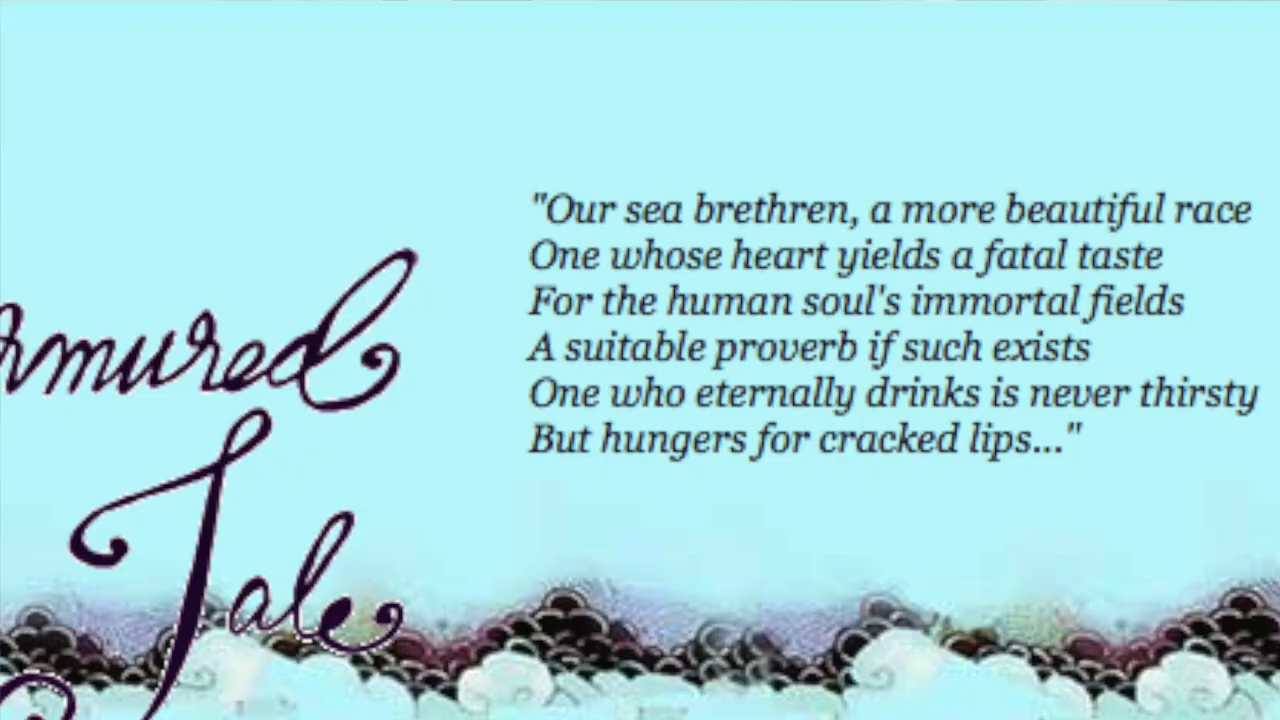 "Our sea brethren, a more beautiful race
One whose heart yields a fatal taste
For the human soul's immortal fields
A suitable proverb if such exists
One who eternally drinks is never thirsty
But hungers for cracked lips..."
Tale